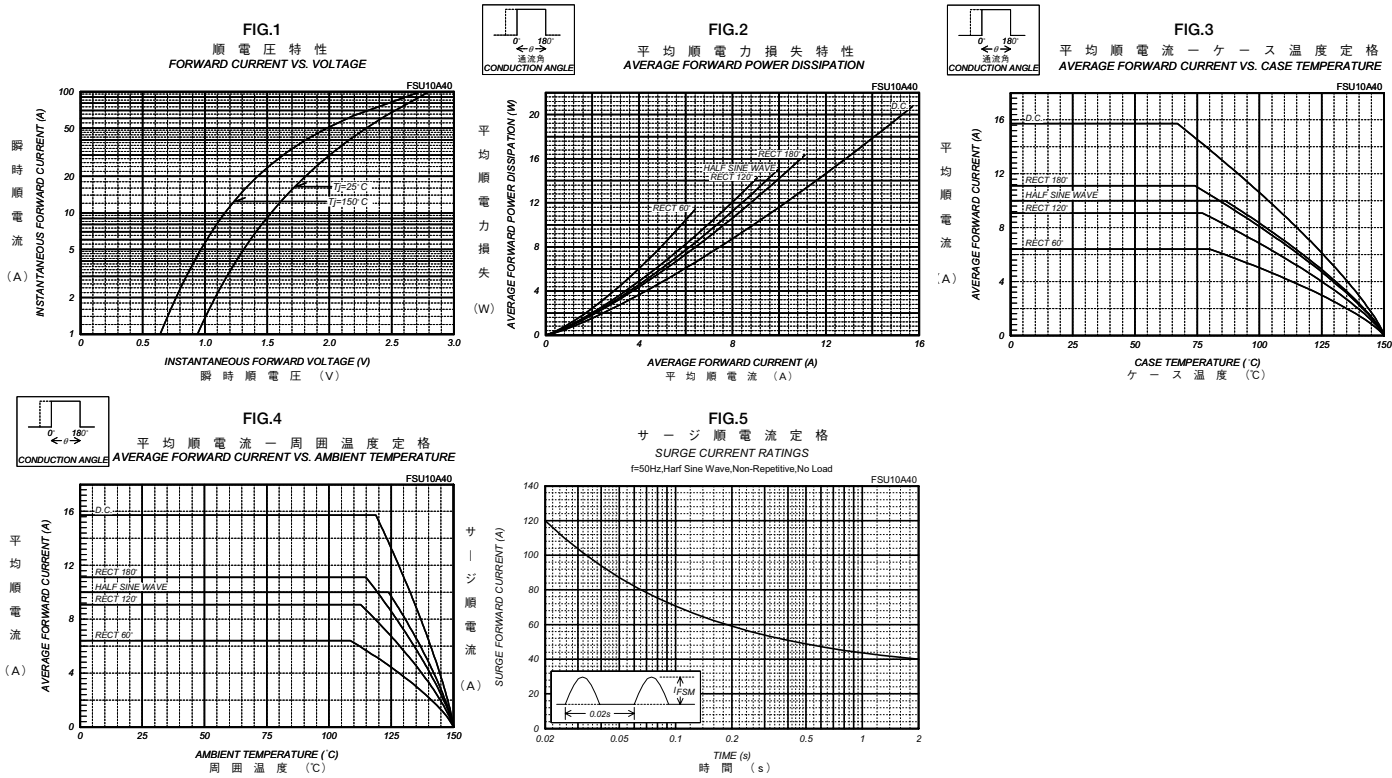 FIG.1
順電圧特性
FORWARD CURRENT VS. VOLTAGE
FSU10A40
瞬時順電流 (A)
INSTANTANEOUS FORWARD CURRENT (A)
100
50
20
10
5
2
1
Tj=25°C
Tj=150°C
0 0.5 1.0 1.5 2.0 2.5 3.0
INSTANTANEOUS FORWARD VOLTAGE (V)
瞬時順電圧 (V)
0° 180°
θ
通流角
CONDUCTION ANGLE
FIG.2
平均順電力損失特性
AVERAGE FORWARD POWER DISSIPATION
FSU10A40
平均順電力損失 (W)
AVERAGE FORWARD POWER DISSIPATION (W)
20
16
12
8
4
0
D.C.
RECT 180°
HALF SINE WAVE
RECT 120°
RECT 60°
0 4 8 12 16
AVERAGE FORWARD CURRENT (A)
平均順電流 (A)
0° 180°
θ
通流角
CONDUCTION ANGLE
FIG.3
平均順電流ーケース温度定格
AVERAGE FORWARD CURRENT VS. CASE TEMPERATURE
FSU10A40
平均順電流 (A)
AVERAGE FORWARD CURRENT (A)
16
12
8
4
0
D.C.
RECT 180°
HALF SINE WAVE
RECT 120°
RECT 60°
0 25 50 75 100 125 150
CASE TEMPERATURE (°C)
ケース温度 (℃)
0° 180°
θ
CONDUCTION ANGLE
FIG.4
平均順電流ー周囲温度定格
AVERAGE FORWARD CURRENT VS. AMBIENT TEMPERATURE
FSU10A40
平均順電流 (A)
AVERAGE FORWARD CURRENT (A)
16
12
8
4
0
D.C.
RECT 180°
HALF SINE WAVE
RECT 120°
RECT 60°
0 25 50 75 100 125 150
AMBIENT TEMPERATURE (°C)
周囲温度 (℃)
FIG.5
サージ順電流定格
SURGE CURRENT RATINGS
f=50Hz,Harf Sine Wave,Non-Repetitive,No Load
FSU10A40
サージ順電流 (A)
SURGE FORWARD CURRENT (A)
140
120
100
80
60
40
20
0
IFSM
0.02s
0.02 0.05 0.1 0.2 0.5 1 2
TIME (s)
時間 (s)